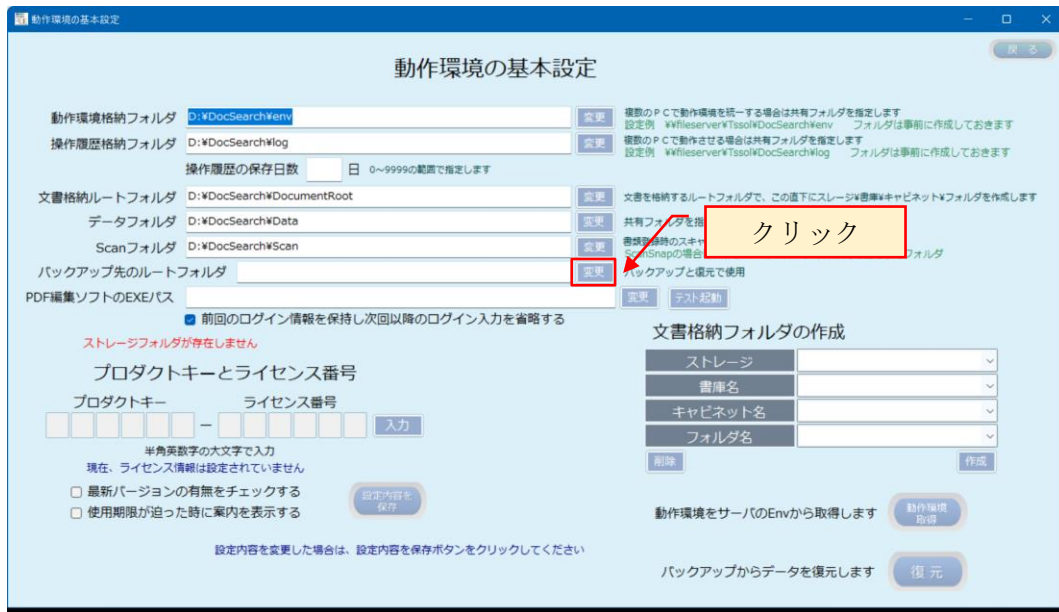 動作環境の基本設定
戻 る
動作環境の基本設定
動作環境格納フォルダ D:¥DocSearch¥env 変更 複数のPCで動作環境を統一する場合は共有フォルダを指定します
設定例 ¥¥fileserver¥Tssol¥DocSearch¥env フォルダは事前に作成しておきます
操作履歴格納フォルダ D:¥DocSearch¥log 変更 複数のPCで動作させる場合は共有フォルダを指定します
設定例 ¥¥fileserver¥Tssol¥DocSearch¥log フォルダは事前に作成しておきます
操作履歴の保存日数 日 0～9999の範囲で指定します
文書格納ルートフォルダ D:¥DocSearch¥DocumentRoot 変更 文書を格納するルートフォルダで、この直下にスレージ¥書庫¥キャビネット¥フォルダを作成します
データフォルダ D:¥DocSearch¥Data 変更 共有フォルダを指
クリック
Scanフォルダ D:¥DocSearch¥Scan 変更 書類登録時のスキャ
ScanSnapの場合 フォルダ
バックアップ先のルートフォルダ 変更 バックアップと復元で使用
PDF編集ソフトのEXEパス 変更 テスト起動
前回のログイン情報を保持し次回以降のログイン入力を省略する
ストレージフォルダが存在しません
プロダクトキーとライセンス番号
プロダクトキー ライセンス番号
－ 入力
半角英数字の大文字で入力
現在、ライセンス情報は設定されていません
最新バージョンの有無をチェックする
使用期限が迫った時に案内を表示する
設定内容を
保存
設定内容を変更した場合は、設定内容を保存ボタンをクリックしてください
文書格納フォルダの作成
ストレージ
書庫名
キャビネット名
フォルダ名
削除 作成
動作環境をサーバのEnvから取得します 動作環境
取得
バックアップからデータを復元します 復 元